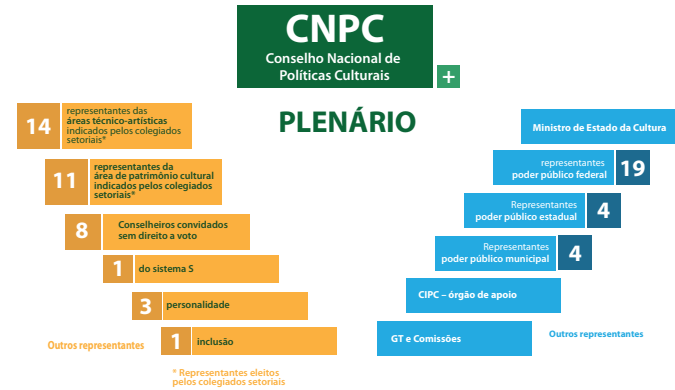 CNPC
Conselho Nacional de
Políticas Culturais
+
PLENÁRIO
14
representantes das
áreas técnico-artísticas
indicados pelos colegiados
setoriais*
11
representantes da
área de patrimônio cultural
indicados pelos colegiados
setoriais*
8
Conselheiros convidados
sem direito a voto
1
do sistema S
3
personalidade
1
inclusão
Outros representantes
* Representantes eleitos
pelos colegiados setoriais
Ministro de Estado da Cultura
representantes
poder público federal
19
Representantes
poder público estadual
4
Representantes
poder público municipal
4
CIPC – órgão de apoio
GT e Comissões
Outros representantes